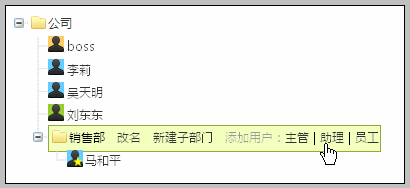 公司
boss
李莉
吴天明
刘东东
销售部 改名 新建子部门 添加用户：主管 | 助理 | 员工
马和平